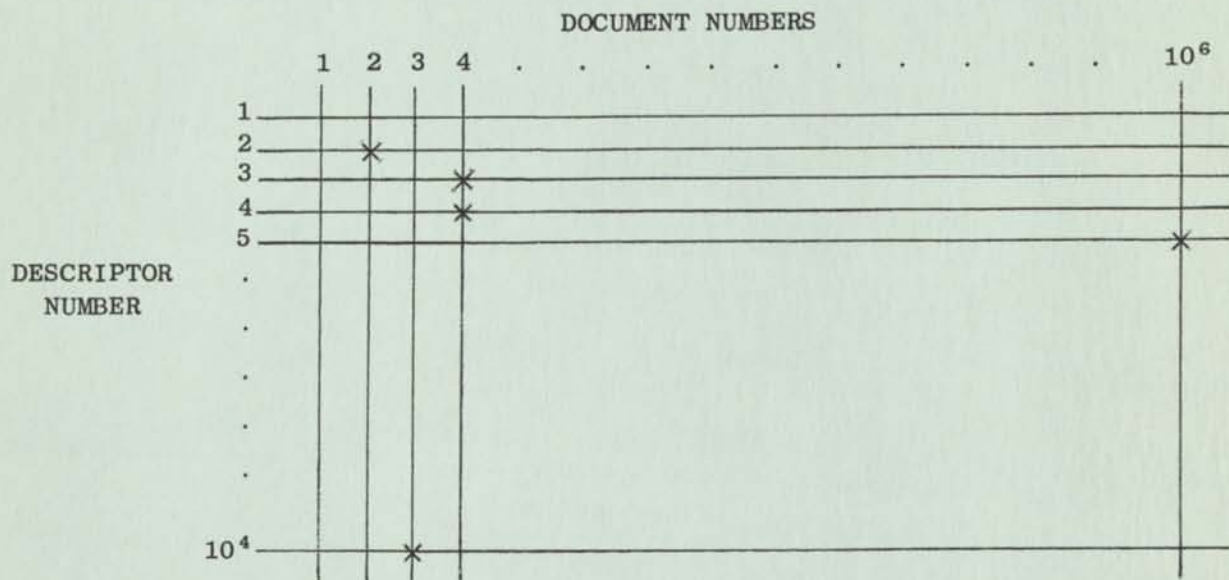 DOCUMENT NUMBERS
1 2 3 4 . . . . . . . . . . 10⁶
1
2
3
4
5
DESCRIPTOR
.
NUMBER
.
.
.
10⁴